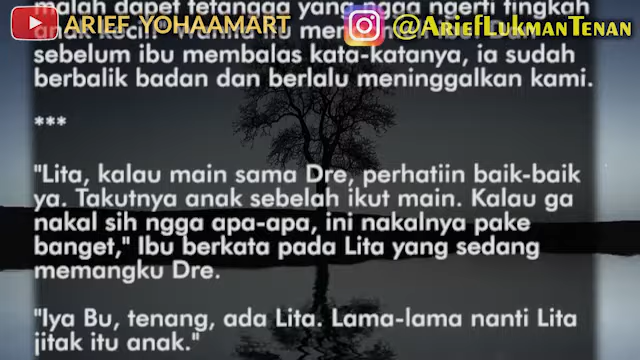 malah dapet tetangga yang ngga ngerti tingkah
ARIEF YOHAAMART
@AriefLukmanTenan
sebelum ibu membalas kata-katanya, ia sudah
berbalik badan dan berlalu meninggalkan kami.
***
"Lita, kalau main sama Dre, perhatiin baik-baik
ya. Takutnya anak sebelah ikut main. Kalau ga
nakal sih ngga apa-apa, ini nakalnya pake
banget," Ibu berkata pada Lita yang sedang
memangku Dre.
"Iya Bu, tenang, ada Lita. Lama-lama nanti Lita
jitak itu anak."